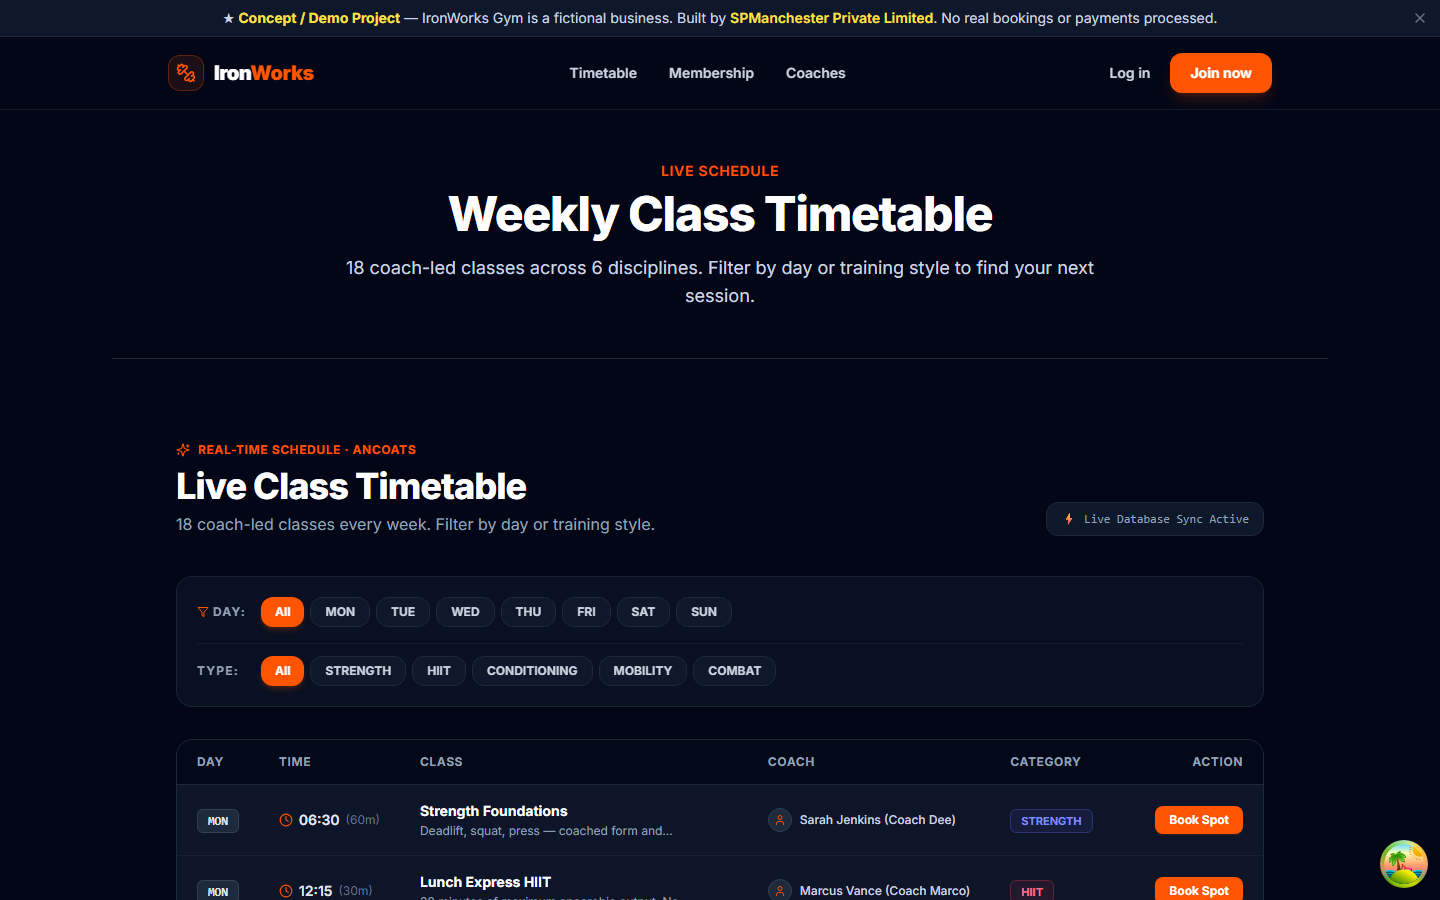 ★ Concept / Demo Project — IronWorks Gym is a fictional business. Built by SPManchester Private Limited. No real bookings or payments processed.
IronWorks
Timetable
Membership
Coaches
Log in
Join now
LIVE SCHEDULE
Weekly Class Timetable
18 coach-led classes across 6 disciplines. Filter by day or training style to find your next
session.
REAL-TIME SCHEDULE · ANCOATS
Live Class Timetable
18 coach-led classes every week. Filter by day or training style.
Live Database Sync Active
DAY: All MON TUE WED THU FRI SAT SUN
TYPE: All STRENGTH HIIT CONDITIONING MOBILITY COMBAT
DAY TIME CLASS COACH CATEGORY ACTION
MON 06:30 (60m) Strength Foundations Sarah Jenkins (Coach Dee) STRENGTH Book Spot
Deadlift, squat, press — coached form and...
MON 12:15 (30m) Lunch Express HIIT Marcus Vance (Coach Marco) HIIT Book Spot